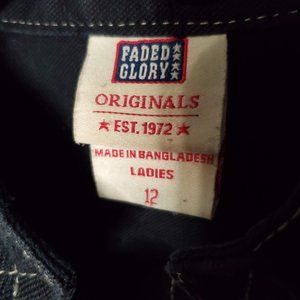 FADED
GLORY
ORIGINALS
★ EST. 1972 ★
MADE IN BANGLADESH
LADIES
12